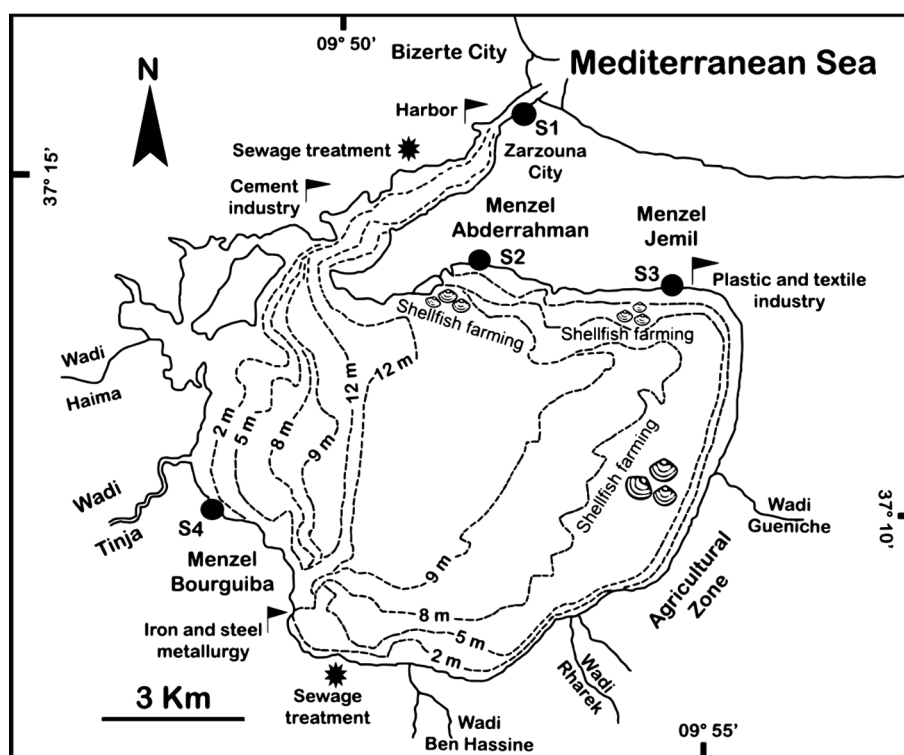 09° 50'
Bizerte City
Mediterranean Sea
N
Harbor
S1
Sewage treatment
Zarzouna
City
37° 15'
Cement
industry
Menzel
Abderrahman
Menzel
Jemil
S2
S3
Plastic and textile
industry
Shellfish farming
Shellfish farming
Wadi
Haima
2 m
5 m
8 m
9 m
12 m
12 m
Shellfish farming
Wadi
Tinja
S4
Wadi
Gueniche
37° 10'
Menzel
Bourguiba
9 m
Agricultural
Zone
8 m
Iron and steel
metallurgy
5 m
2 m
Wadi
Rharek
Sewage
treatment
3 Km
Wadi
Ben Hassine
09° 55'